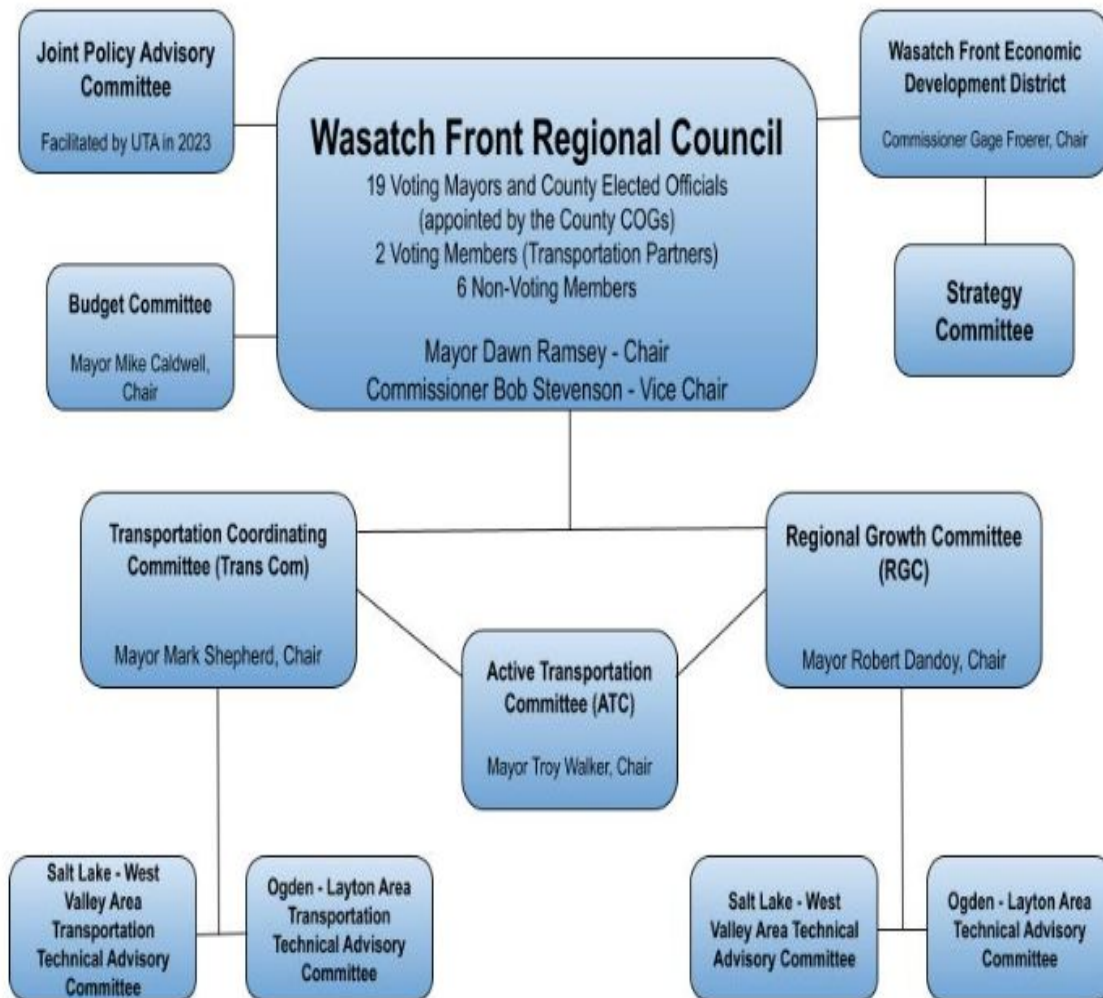 Joint Policy Advisory
Committee
Facilitated by UTA in 2023
Wasatch Front Regional Council
19 Voting Mayors and County Elected Officials
(appointed by the County COGs)
2 Voting Members (Transportation Partners)
6 Non-Voting Members
Mayor Dawn Ramsey - Chair
Commissioner Bob Stevenson - Vice Chair
Wasatch Front Economic
Development District
Commissioner Gage Froerer, Chair
Budget Committee
Mayor Mike Caldwell,
Chair
Strategy
Committee
Transportation Coordinating
Committee (Trans Com)
Mayor Mark Shepherd, Chair
Regional Growth Committee
(RGC)
Mayor Robert Dandoy, Chair
Active Transportation
Committee (ATC)
Mayor Troy Walker, Chair
Salt Lake - West
Valley Area
Transportation
Technical Advisory
Committee
Ogden - Layton Area
Transportation
Technical Advisory
Committee
Salt Lake - West
Valley Area Technical
Advisory Committee
Ogden - Layton Area
Technical Advisory
Committee